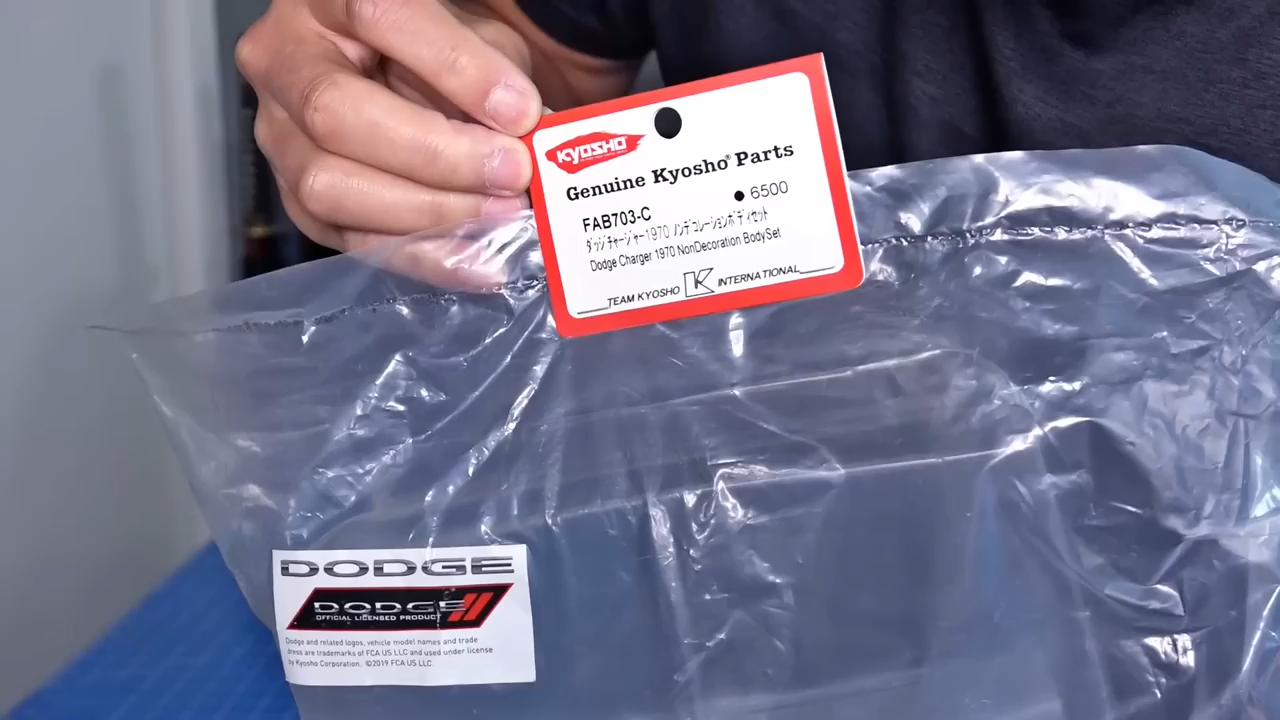 KYOSHO
Genuine Kyosho® Parts
FAB703-C ● 6500
ダッジチャージャー1970 ノンデコレーションボディセット
Dodge Charger 1970 NonDecoration BodySet
TEAM KYOSHO K INTERNATIONAL
DODGE
DODGE
OFFICIAL LICENSED PRODUCT
Dodge and related logos, vehicle model names and trade
dress are trademarks of FCA US LLC and used under license
by Kyosho Corporation. ©2019 FCA US LLC.